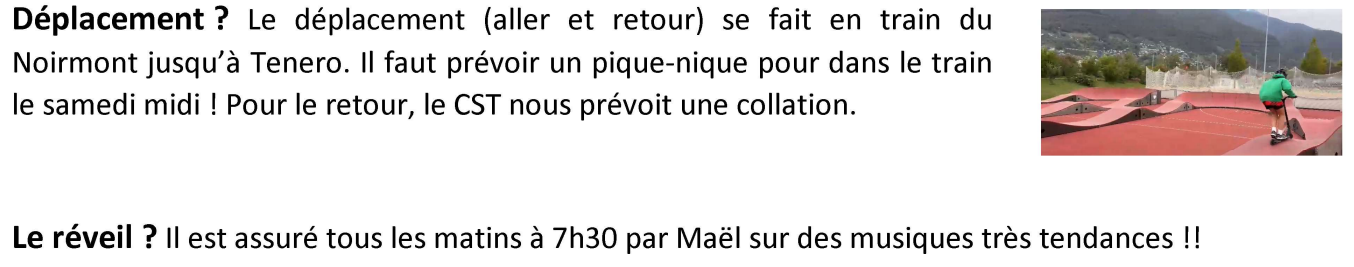 Déplacement ? Le déplacement (aller et retour) se fait en train du
Noirmont jusqu’à Tenero. Il faut prévoir un pique-nique pour dans le train
le samedi midi ! Pour le retour, le CST nous prévoit une collation.
Le réveil ? Il est assuré tous les matins à 7h30 par Maël sur des musiques très tendances !!